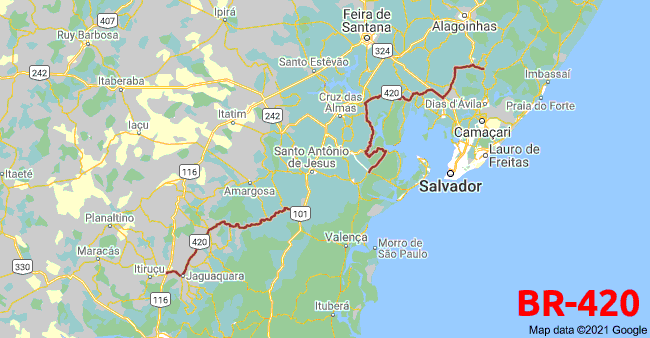 Ipirá
407
Feira de
Santana
Alagoinhas
Ruy Barbosa
324
Santo Estêvão
242
Itaberaba
420
Imbassaí
Cruz das
Almas
Dias d'Ávila
Praia do Forte
Iaçu
Itatim
242
Camaçari
Santo Antônio
de Jesus
Lauro de
Freitas
Itaetê
116
Amargosa
Salvador
Planaltino
101
420
Valença
Morro de
São Paulo
Maracás
330
Itiruçu
Jaguaquara
116
Ituberá
BR-420
Map data ©2021 Google